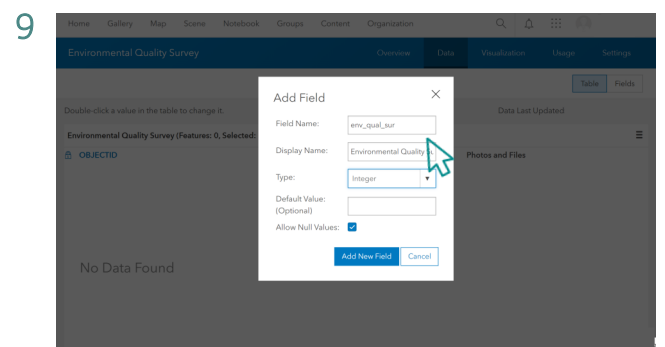 9
Home Gallery Map Scene Notebook Groups Content Organization
Environmental Quality Survey Overview Data Visualization Usage Settings
Table Fields
Double-click a value in the table to change it. Data Last Updated
Environmental Quality Survey (Features: 0, Selected:
OBJECTID Photos and Files
Add Field
Field Name: env_qual_sur
Display Name: Environmental Quality Su
Type: Integer
Default Value:
(Optional)
Allow Null Values:
Add New Field Cancel
No Data Found